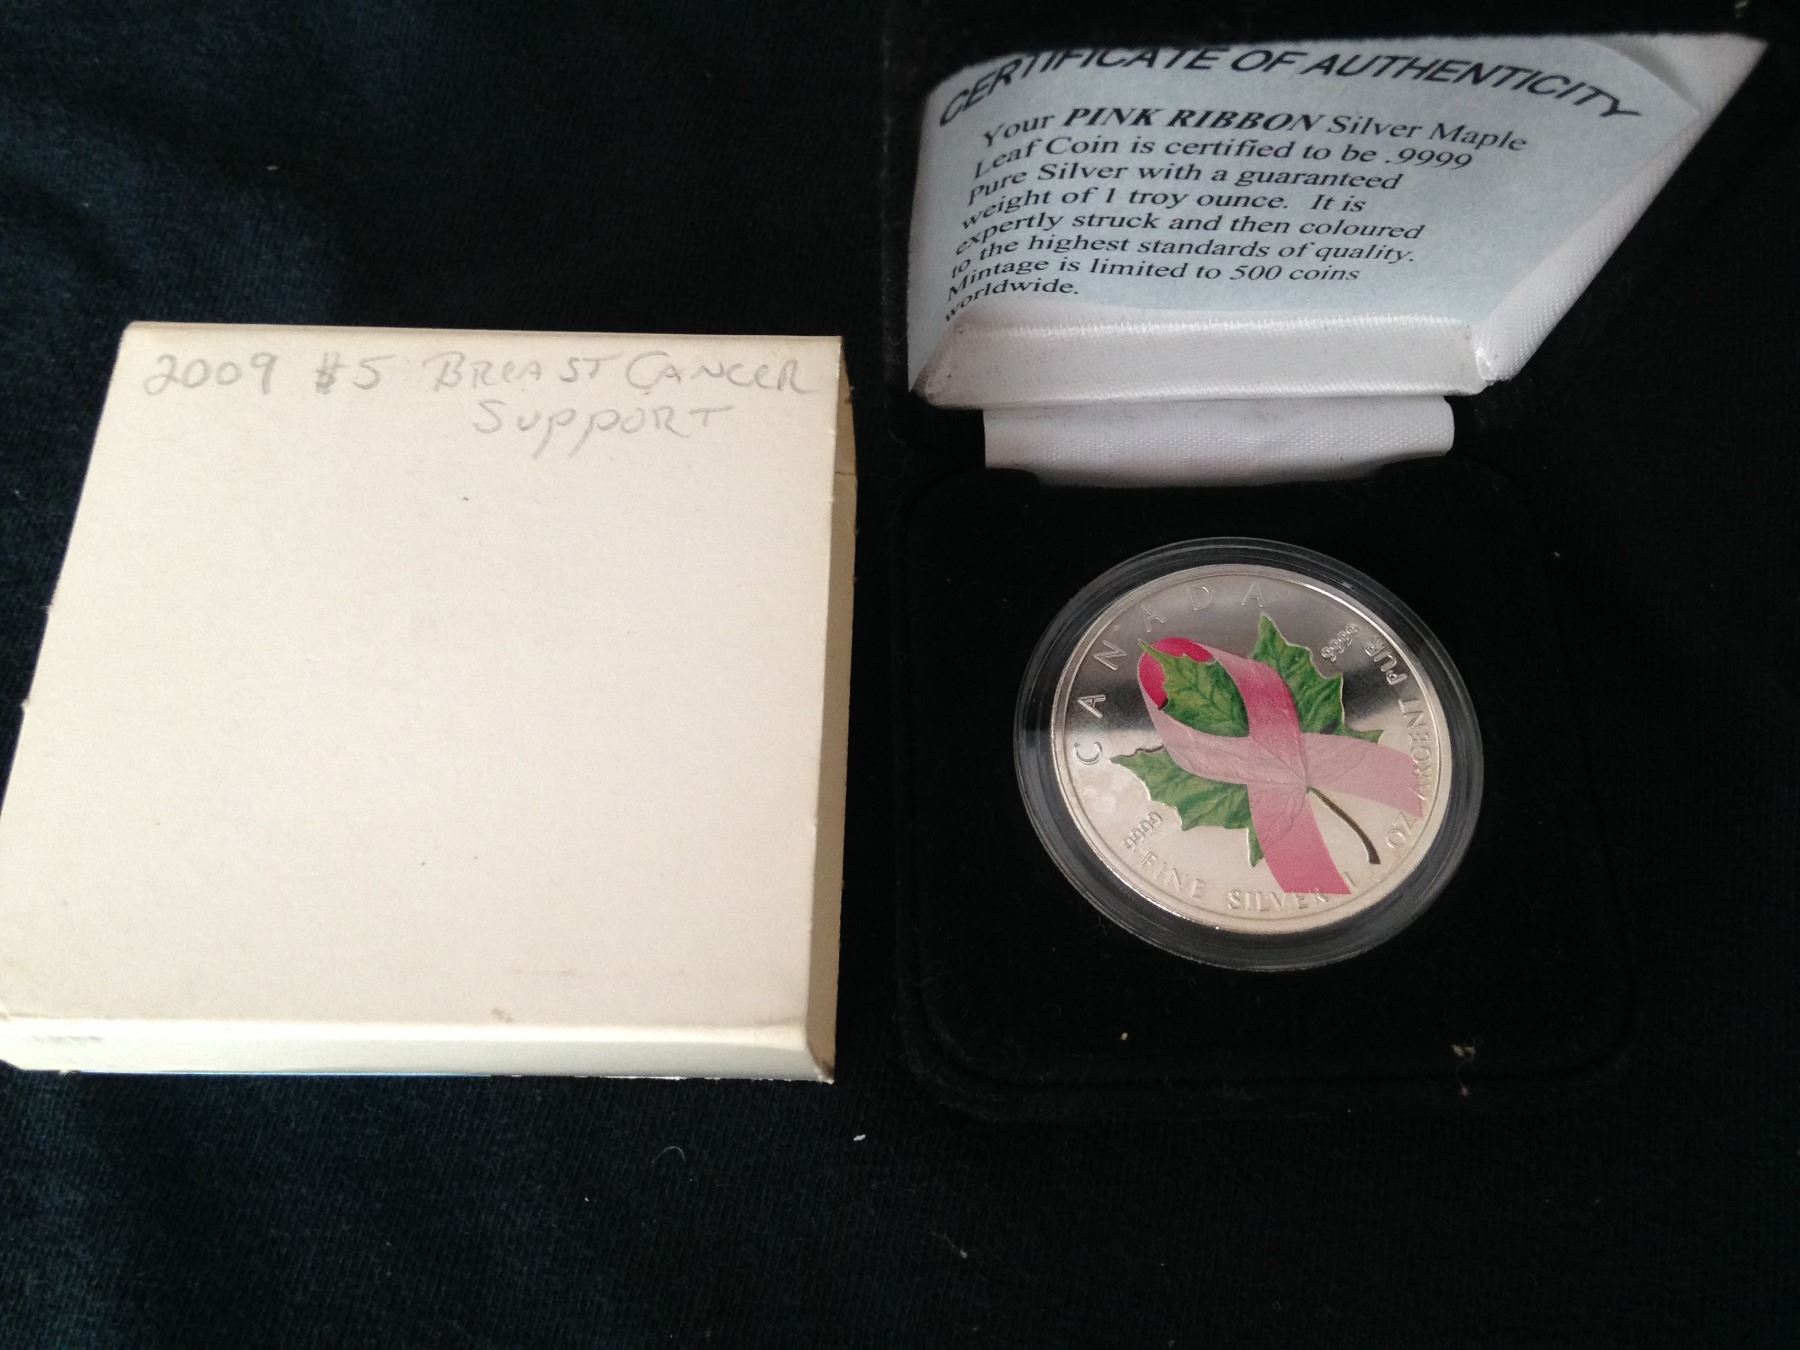 2009 $5 BREAST CANCER
SUPPORT
CERTIFICATE OF AUTHENTICITY
Your PINK RIBBON Silver Maple
Leaf Coin is certified to be .9999
Pure Silver with a guaranteed
weight of 1 troy ounce. It is
expertly struck and then coloured
to the highest standards of quality.
Mintage is limited to 500 coins
worldwide.
CANADA
9999
9999
FINE SILVER 1 OZ ARGENT PUR